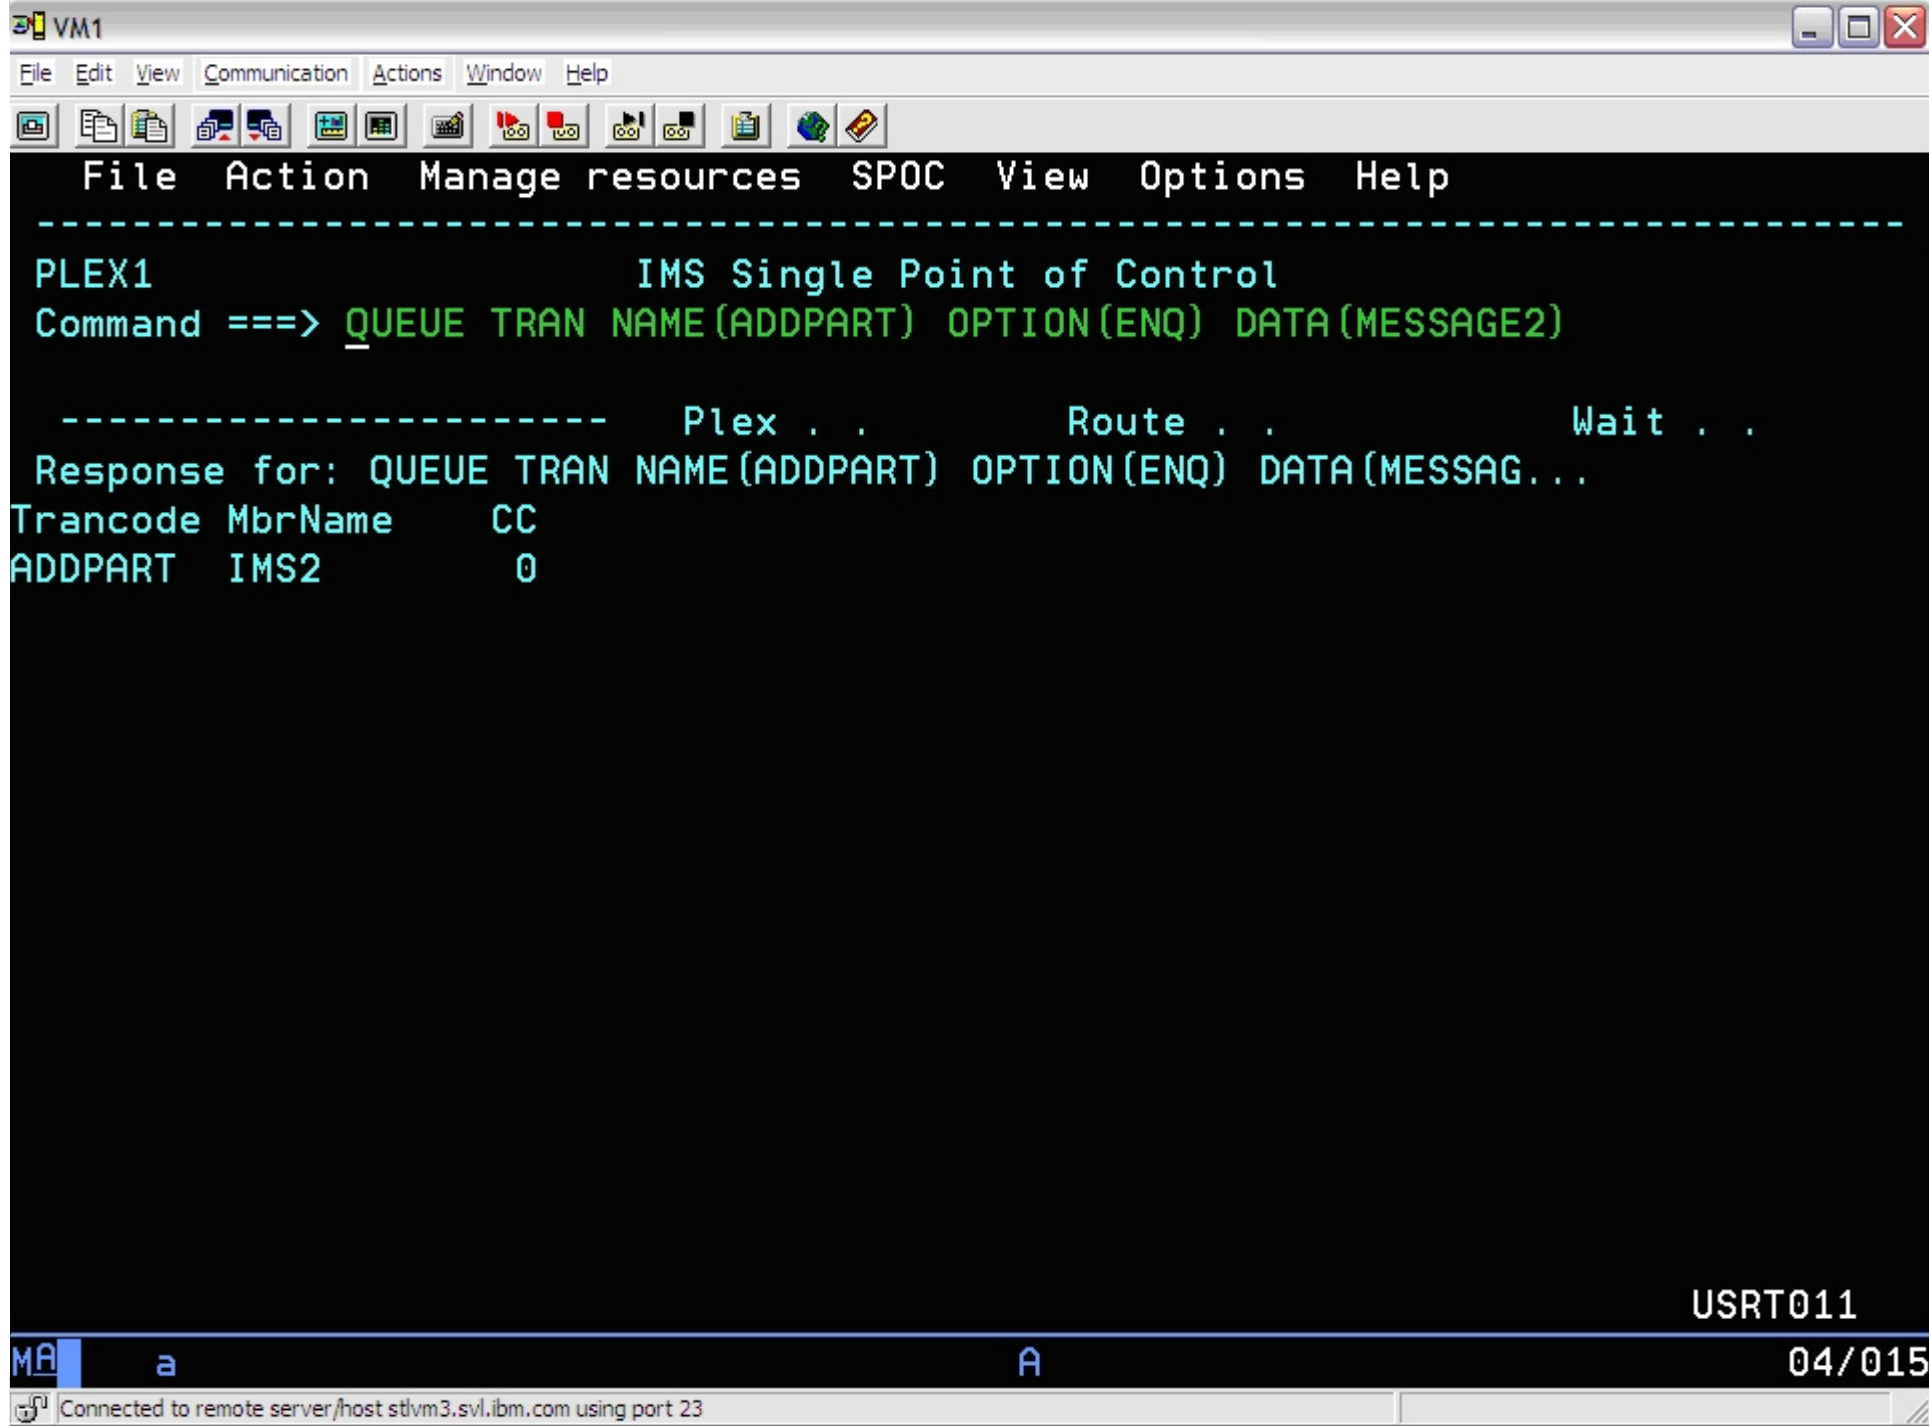 VM1
File Edit View Communication Actions Window Help
File Action Manage resources SPOC View Options Help
------------------------------------------------------------------------------
PLEX1 IMS Single Point of Control
Command ===> QUEUE TRAN NAME(ADDPART) OPTION(ENQ) DATA(MESSAGE2)
----------------------- Plex . . Route . . Wait . .
Response for: QUEUE TRAN NAME(ADDPART) OPTION(ENQ) DATA(MESSAG...
Trancode MbrName CC
ADDPART IMS2 0
USRT011
MA a A 04/015
Connected to remote server/host stlvm3.svl.ibm.com using port 23